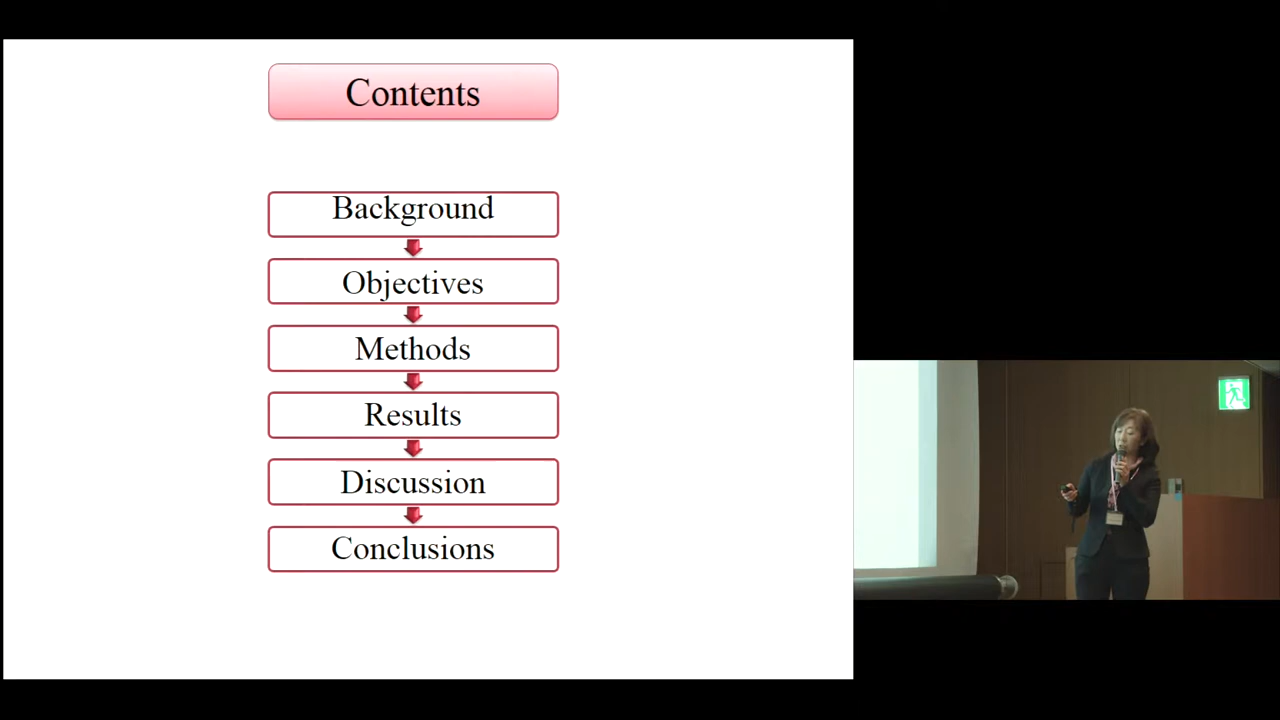 Contents
Background
Objectives
Methods
Results
Discussion
Conclusions